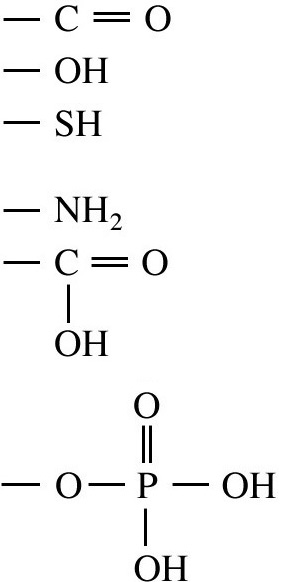 — C = O
— OH
— SH
— NH₂
— C = O
OH
O
— O — P — OH
OH